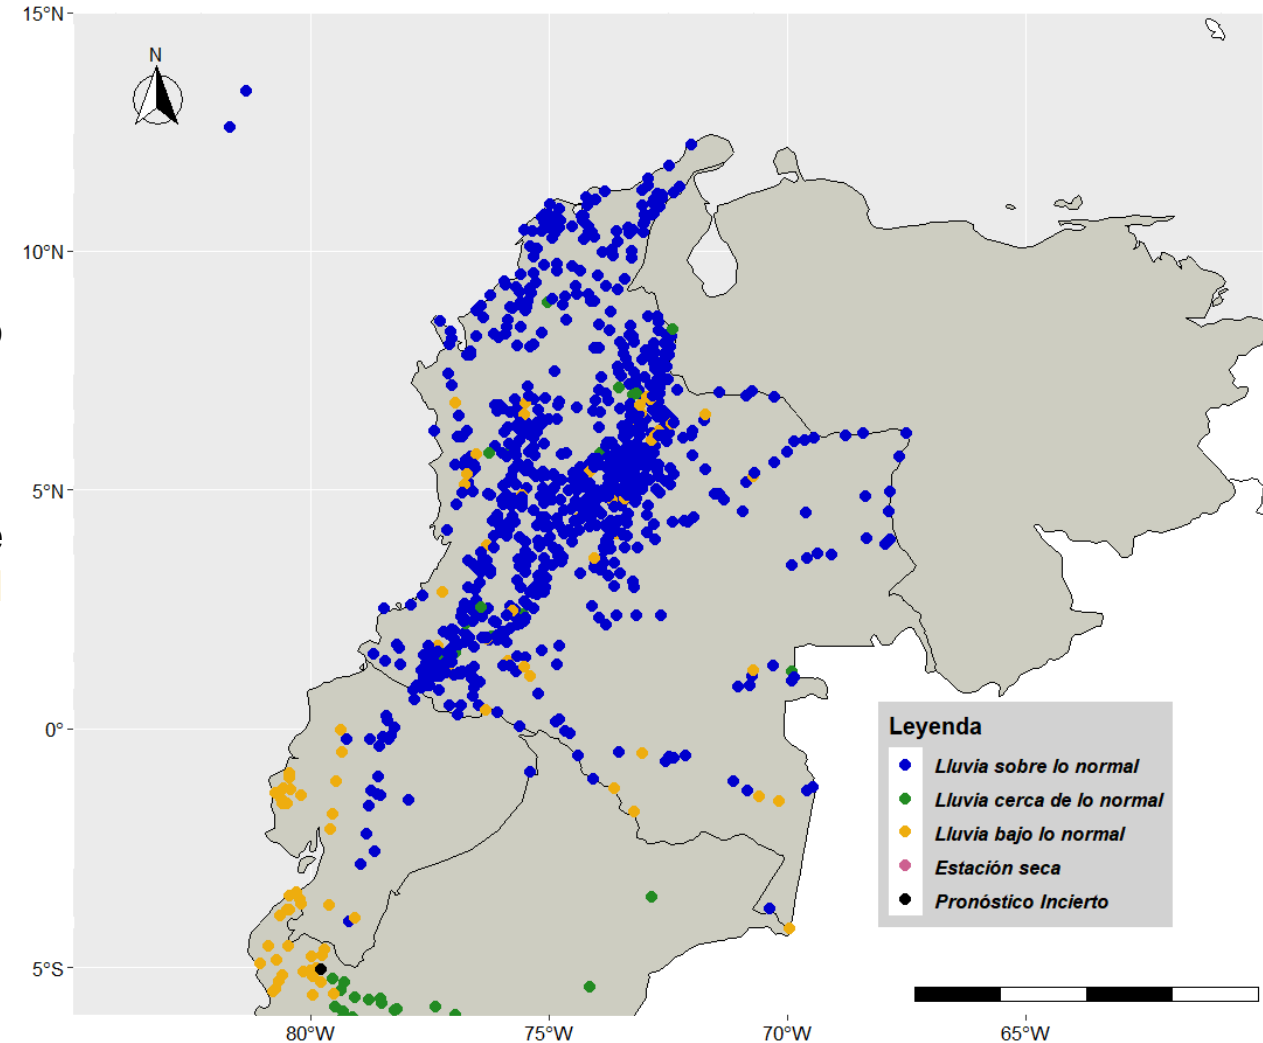 15°N
N
10°N
5°N
0°
5°S
Leyenda
Lluvia sobre lo normal
Lluvia cerca de lo normal
Lluvia bajo lo normal
Estación seca
Pronóstico Incierto
80°W 75°W 70°W 65°W